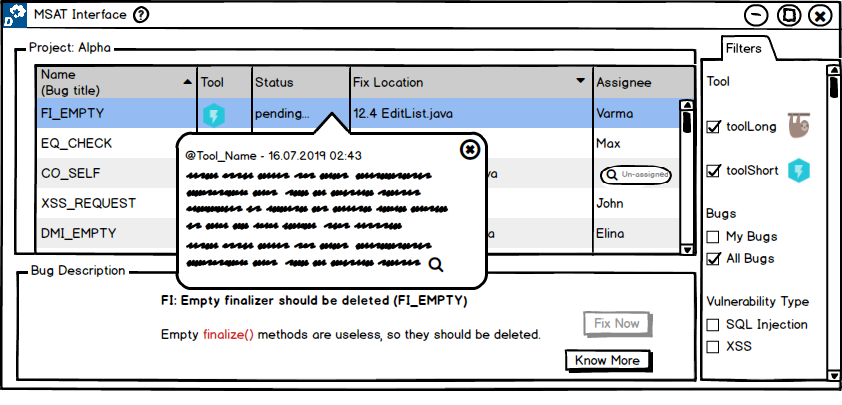 MSAT Interface ?
Project: Alpha
Name
(Bug title)
Tool
Status
Fix Location
Assignee
FI_EMPTY
pending...
12.4 EditList.java
Varma
EQ_CHECK
Max
CO_SELF
va
Un-assigned
XSS_REQUEST
John
DMI_EMPTY
a
Elina
@Tool_Name - 16.07.2019 02:43
Bug Description
FI: Empty finalizer should be deleted (FI_EMPTY)
Empty finalize() methods are useless, so they should be deleted.
Fix Now
Know More
Filters
Tool
toolLong
toolShort
Bugs
My Bugs
All Bugs
Vulnerability Type
SQL Injection
XSS